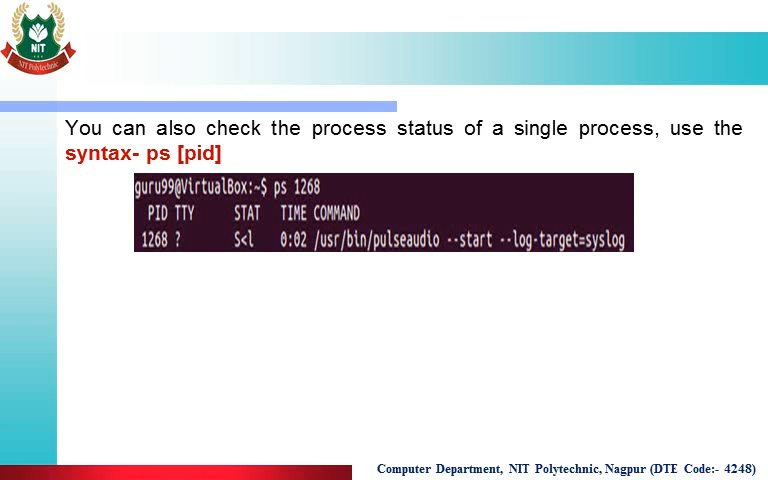 NIT
NIT Polytechnic
You can also check the process status of a single process, use the
syntax- ps [pid]
guru99@VirtualBox:~$ ps 1268
PID TTY STAT TIME COMMAND
1268 ? S<l 0:02 /usr/bin/pulseaudio --start --log-target=syslog
Computer Department, NIT Polytechnic, Nagpur (DTE Code:- 4248)